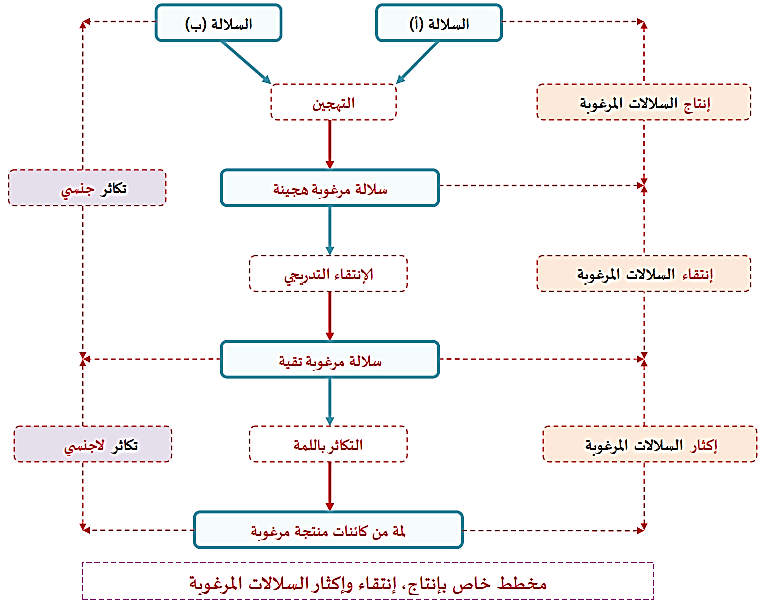 السلالة (أ)
السلالة (ب)
التهجين
إنتاج السلالات المرغوبة
تكاثر جنسي
سلالة مرغوبة هجينة
الإنتقاء التدريجي
إنتقاء السلالات المرغوبة
سلالة مرغوبة نقية
تكاثر لاجنسي
التكاثر باللمة
إكثار السلالات المرغوبة
لمة من كائنات منتجة مرغوبة
مخطط خاص بإنتاج، إنتقاء وإكثار السلالات المرغوبة